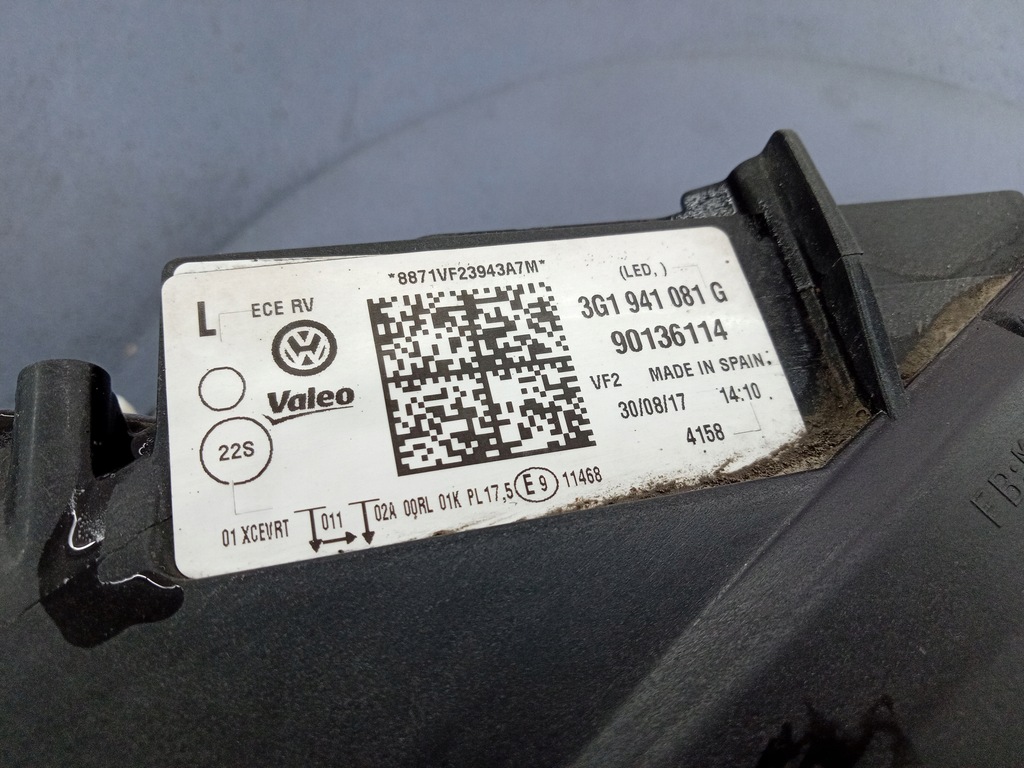 *8871VF23943A7M*
(LED, )
L
ECE RV
3G1 941 081 G
90136114
Valeo
VF2 MADE IN SPAIN
30/08/17 14:10
22S
4158
01 XCEVRT 011 02A 00RL 01K PL17,5 E9 11468